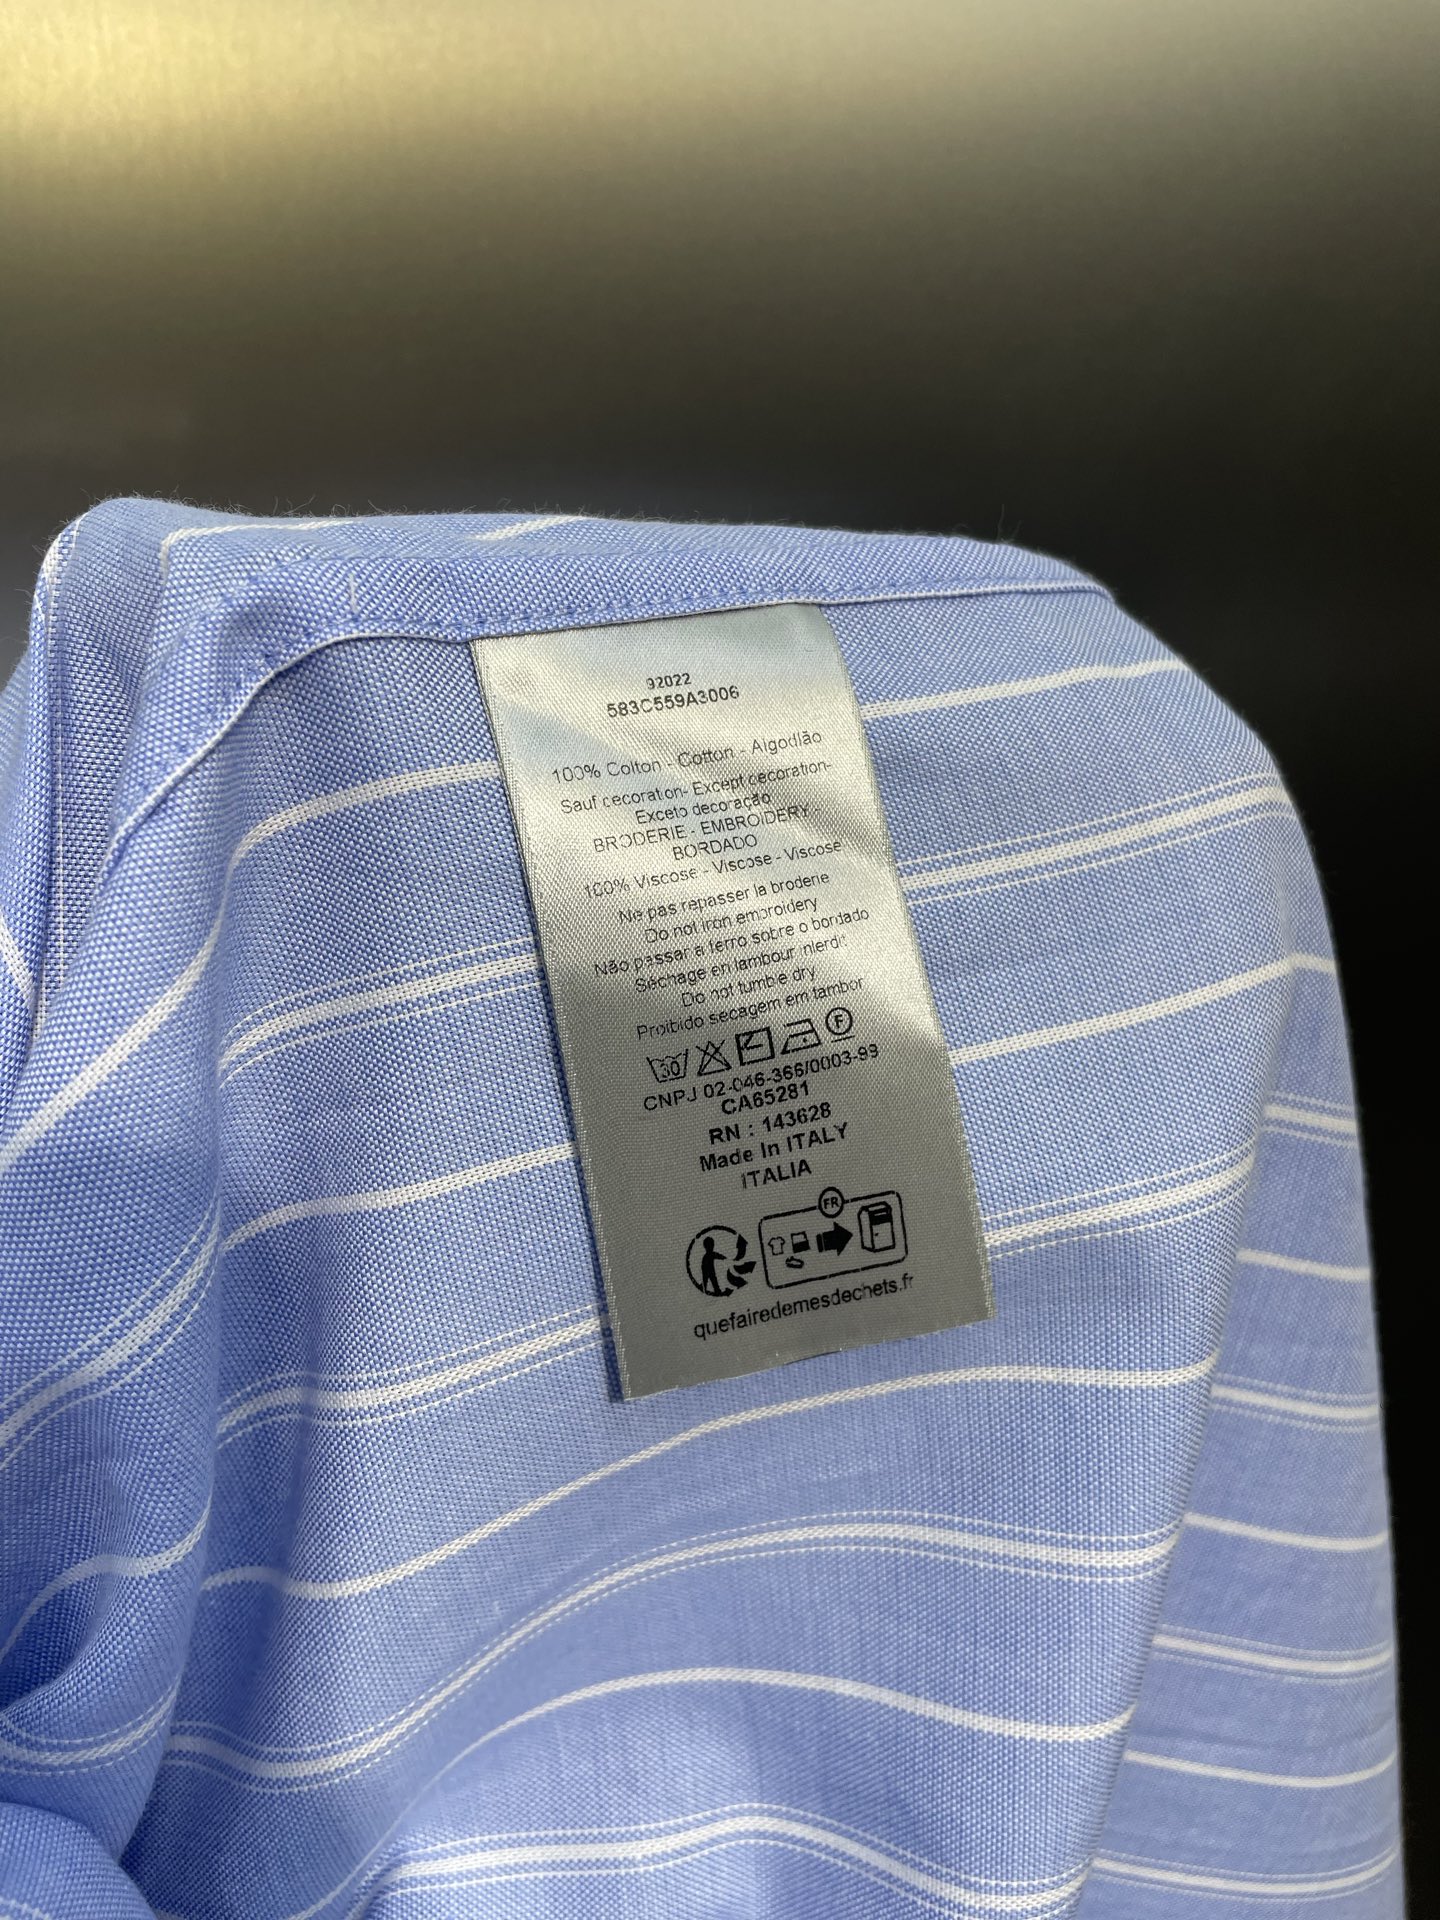 92022
583C559A3006
100% Colton - Cotton - Algodlão
Sauf decoration- Except decoration-
Exceto decoração
BRODERIE - EMBROIDERY -
BORDADO
100% Viscose - Viscose - Viscose
Ne pas repasser la broderie
Do not iron embroidery
Não passar a ferro sobre o bordado
Séchage en lambour interdit
Do not tumble dry
Proibido secagem em tambor
30 F
CNPJ 02-046-366/0003-99
CA65281
RN : 143628
Made In ITALY
ITALIA
FR
quefairedemesdechets.fr